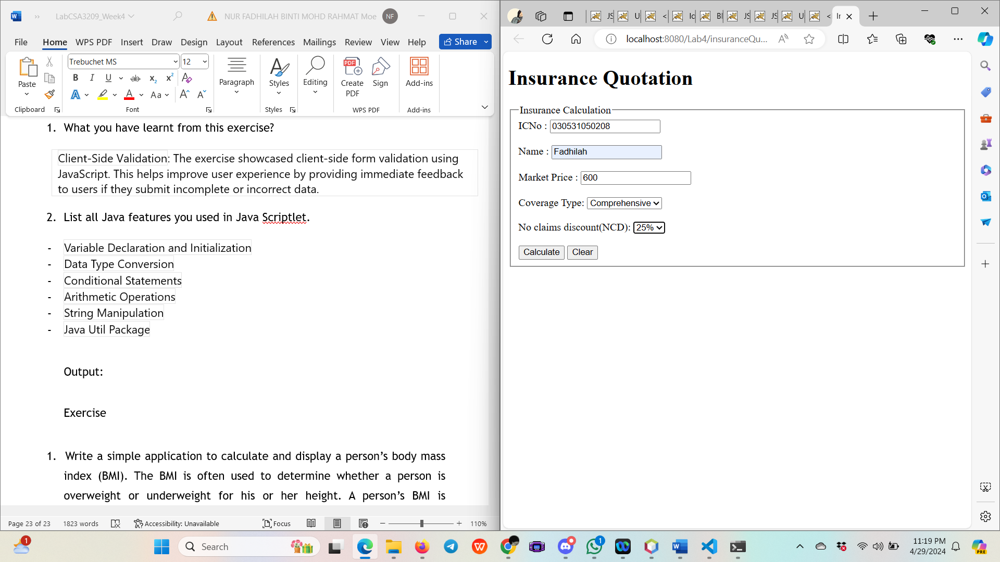 LabCSA3209_Week4
NUR FADHILAH BINTI MOHD RAHMAT Moe
NF
File Home WPS PDF Insert Draw Design Layout References Mailings Review View Help Share
Trebuchet MS 12
Paste
Clipboard
Font
Paragraph
Styles
Styles
Editing
Create PDF
Sign
WPS PDF
Add-ins
Add-ins
1. What you have learnt from this exercise?
Client-Side Validation: The exercise showcased client-side form validation using
JavaScript. This helps improve user experience by providing immediate feedback
to users if they submit incomplete or incorrect data.
2. List all Java features you used in Java Scriptlet.
- Variable Declaration and Initialization
- Data Type Conversion
- Conditional Statements
- Arithmetic Operations
- String Manipulation
- Java Util Package
Output:
Exercise
1. Write a simple application to calculate and display a person’s body mass
index (BMI). The BMI is often used to determine whether a person is
overweight or underweight for his or her height. A person’s BMI is
Page 23 of 23 1823 words Accessibility: Unavailable Focus 110%
localhost:8080/Lab4/insuranceQu...
Insurance Quotation
Insurance Calculation
ICNo : 030531050208
Name : Fadhilah
Market Price : 600
Coverage Type: Comprehensive
No claims discount(NCD): 25%
Calculate Clear
1
Search
1
11:19 PM
4/29/2024
PRE